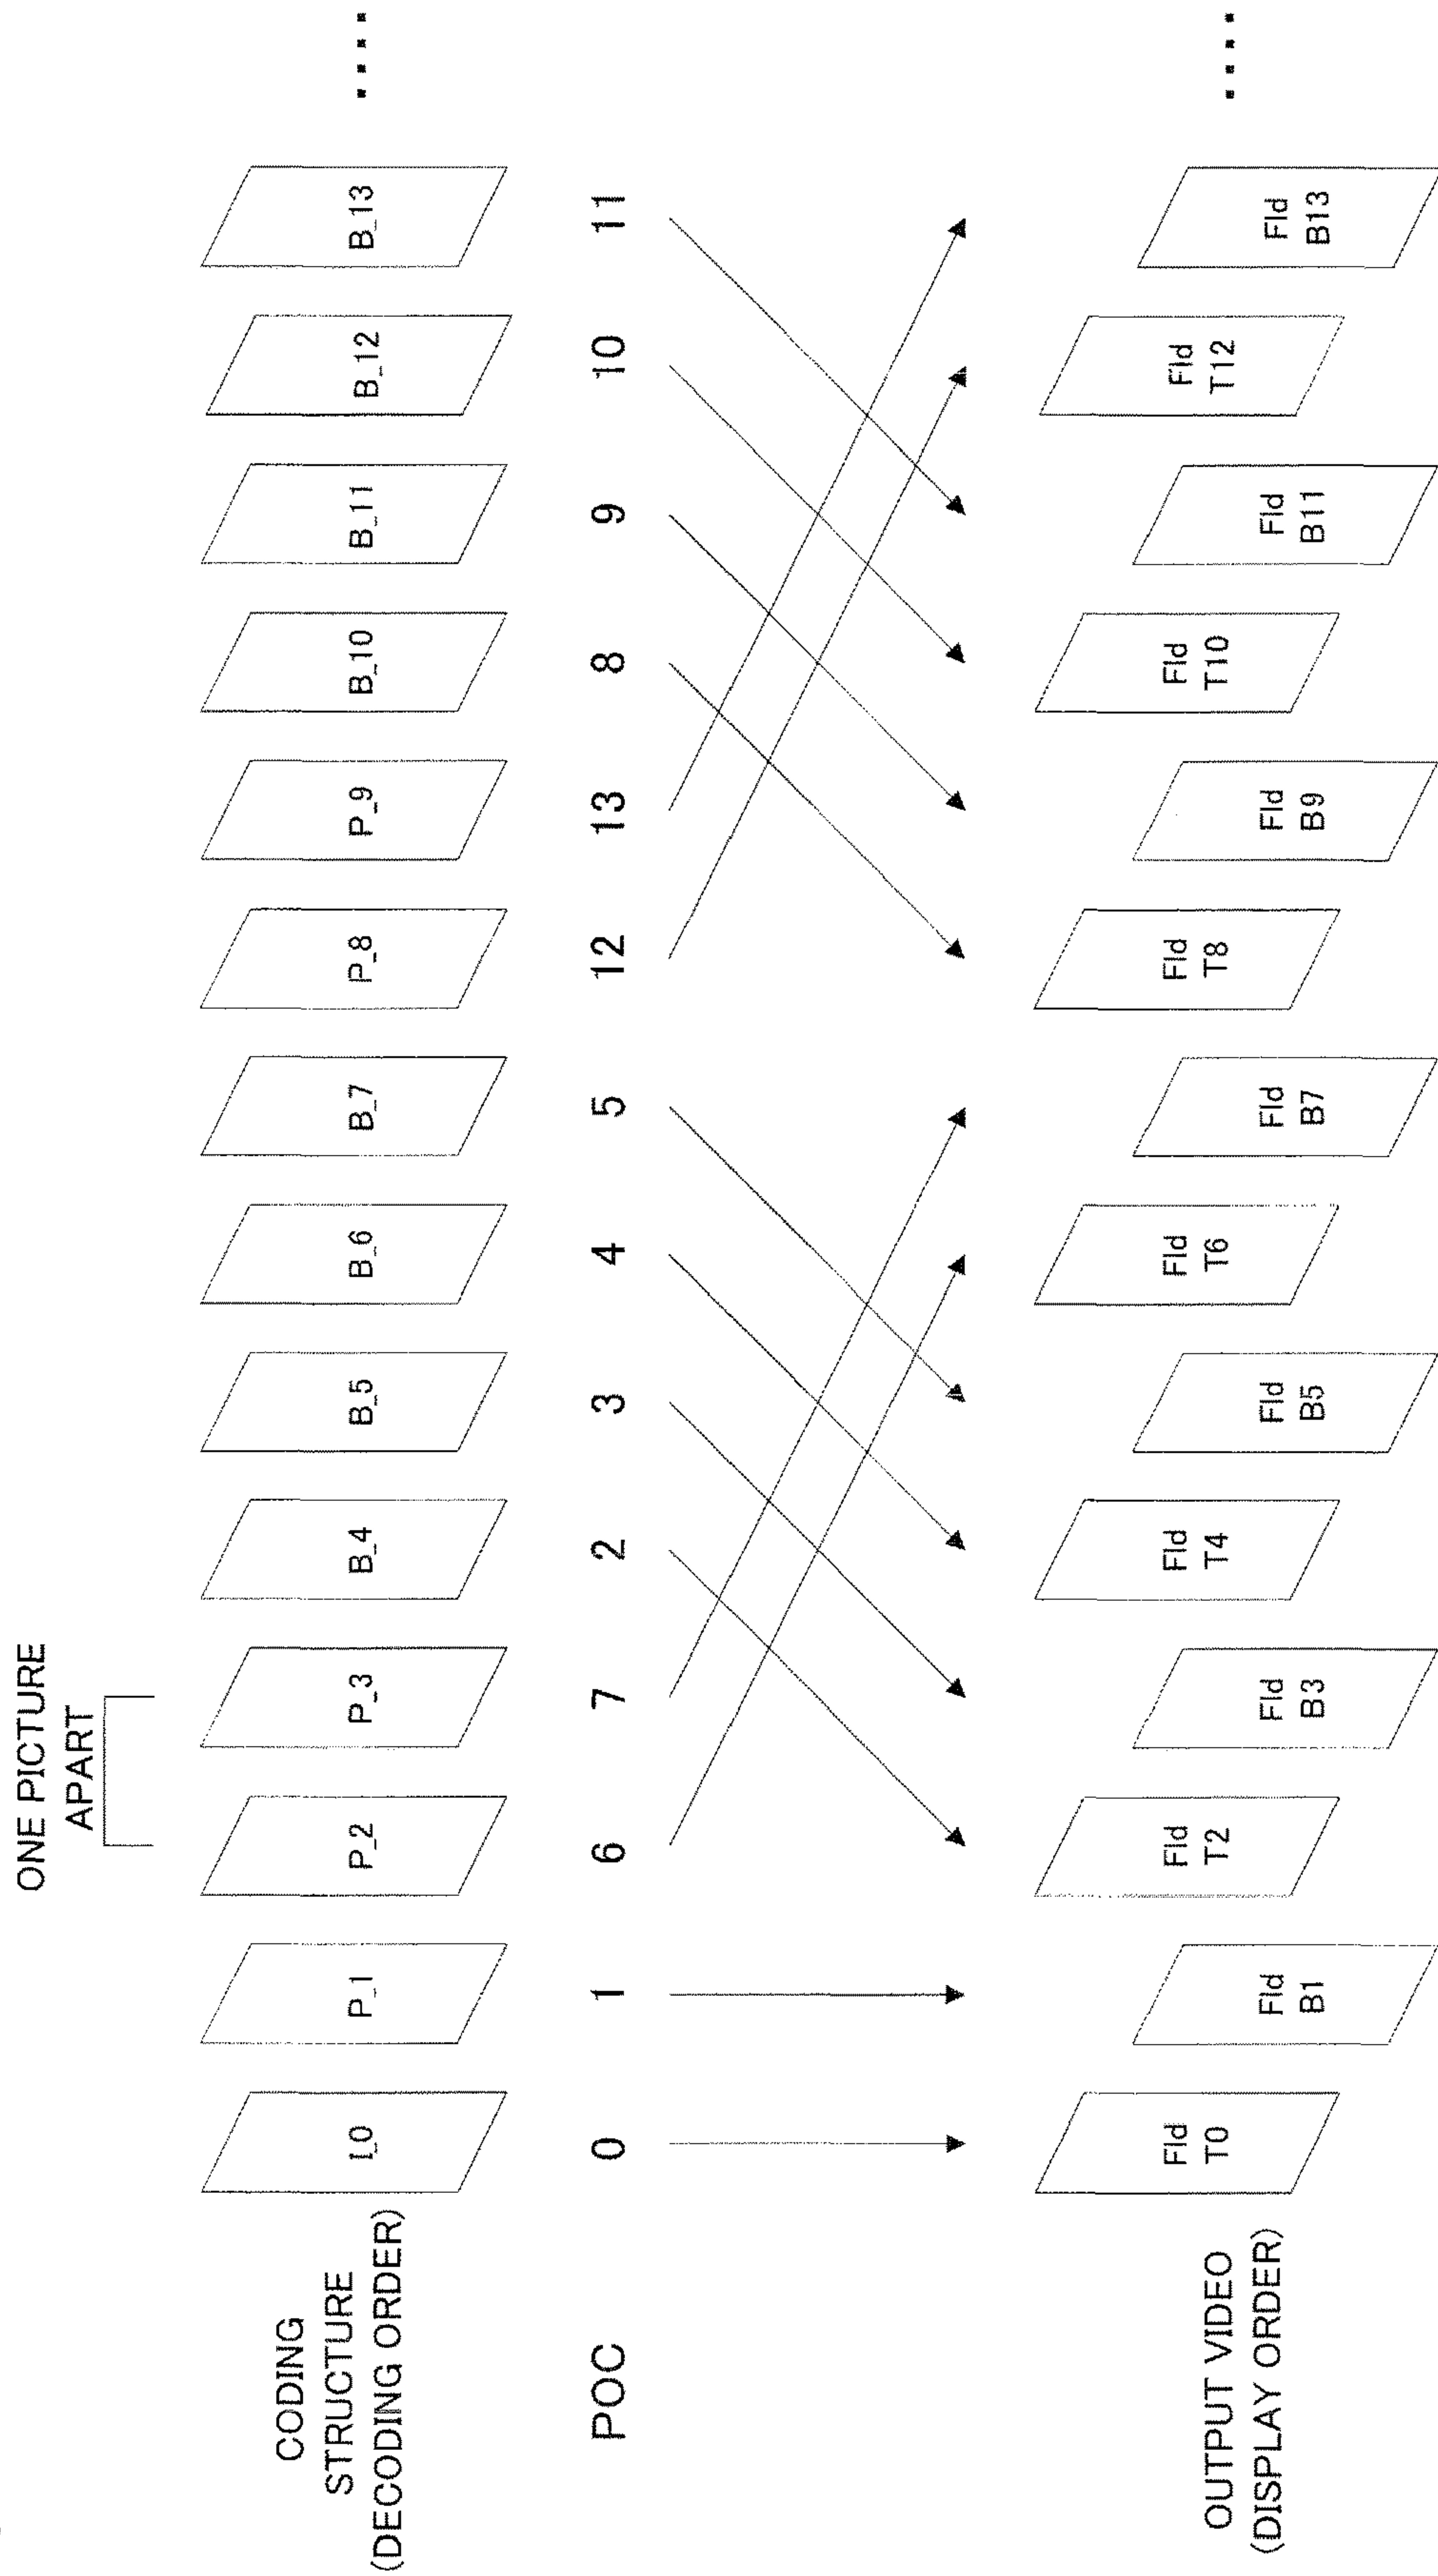 ONE PICTURE
APART
CODING
STRUCTURE
(DECODING ORDER)
I_0
P_1
P_2
P_3
B_4
B_5
B_6
B_7
P_8
P_9
B_10
B_11
B_12
B_13
POC
0
1
6
7
2
3
4
5
12
13
8
9
10
11
OUTPUT VIDEO
(DISPLAY ORDER)
Fld
T0
Fld
B1
Fld
T2
Fld
B3
Fld
T4
Fld
B5
Fld
T6
Fld
B7
Fld
T8
Fld
B9
Fld
T10
Fld
B11
Fld
T12
Fld
B13